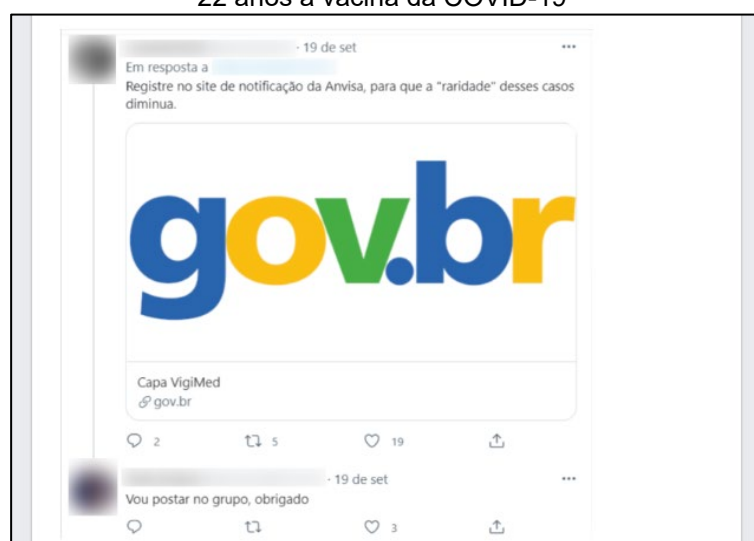 22 anos à vacina da COVID-19
· 19 de set
Em resposta a
Registre no site de notificação da Anvisa, para que a "raridade" desses casos
diminua.
gov.br
Capa VigiMed
gov.br
2 5 19
· 19 de set
Vou postar no grupo, obrigado
3